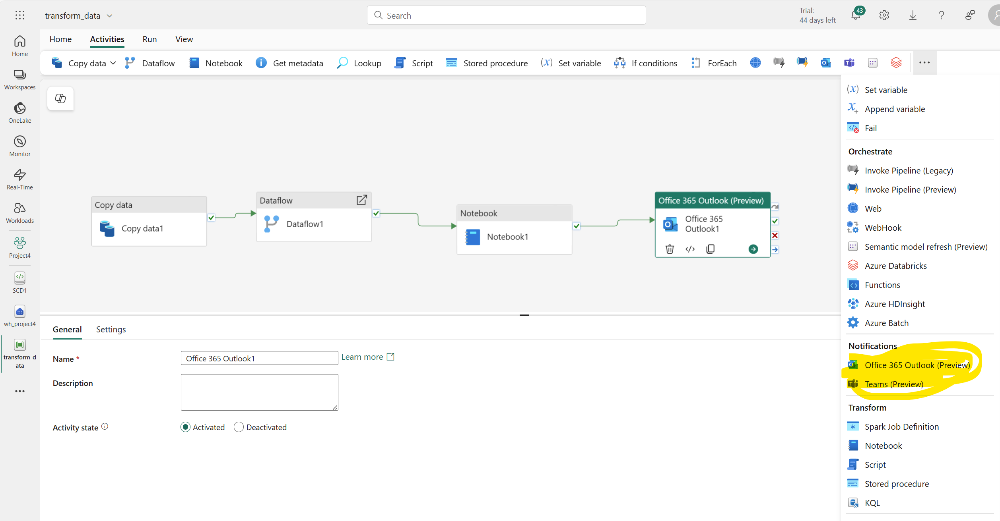 transform_data
Search
Trial:
44 days left
43
Home
Activities
Run
View
Copy data
Dataflow
Notebook
Get metadata
Lookup
Script
Stored procedure
Set variable
If conditions
ForEach
Home
Workspaces
OneLake
Monitor
Real-Time
Workloads
Project4
SCD1
wh_project4
transform_d
ata
Copy data
Copy data1
Dataflow
Dataflow1
Notebook
Notebook1
Office 365 Outlook (Preview)
Office 365
Outlook1
General
Settings
Name *
Office 365 Outlook1
Learn more
Description
Activity state
Activated
Deactivated
Set variable
Append variable
Fail
Orchestrate
Invoke Pipeline (Legacy)
Invoke Pipeline (Preview)
Web
WebHook
Semantic model refresh (Preview)
Azure Databricks
Functions
Azure HDInsight
Azure Batch
Notifications
Office 365 Outlook (Preview)
Teams (Preview)
Transform
Spark Job Definition
Notebook
Script
Stored procedure
KQL